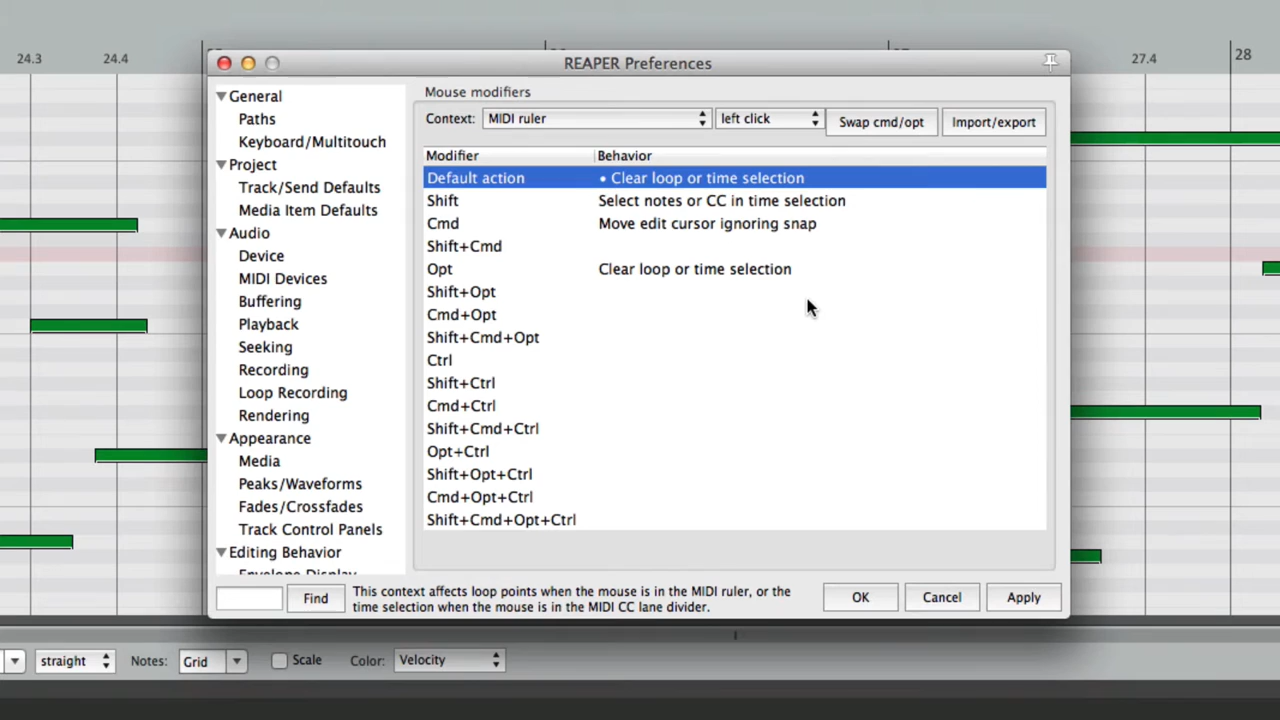 24.3
24.4
27.4
28
REAPER Preferences
General
Paths
Keyboard/Multitouch
Project
Track/Send Defaults
Media Item Defaults
Audio
Device
MIDI Devices
Buffering
Playback
Seeking
Recording
Loop Recording
Rendering
Appearance
Media
Peaks/Waveforms
Fades/Crossfades
Track Control Panels
Editing Behavior
Envelope Display
Find
Mouse modifiers
Context: MIDI ruler left click Swap cmd/opt Import/export
Modifier Behavior
Default action • Clear loop or time selection
Shift Select notes or CC in time selection
Cmd Move edit cursor ignoring snap
Shift+Cmd
Opt Clear loop or time selection
Shift+Opt
Cmd+Opt
Shift+Cmd+Opt
Ctrl
Shift+Ctrl
Cmd+Ctrl
Shift+Cmd+Ctrl
Opt+Ctrl
Shift+Opt+Ctrl
Cmd+Opt+Ctrl
Shift+Cmd+Opt+Ctrl
This context affects loop points when the mouse is in the MIDI ruler, or the
time selection when the mouse is in the MIDI CC lane divider.
OK Cancel Apply
straight Notes: Grid Scale Color: Velocity